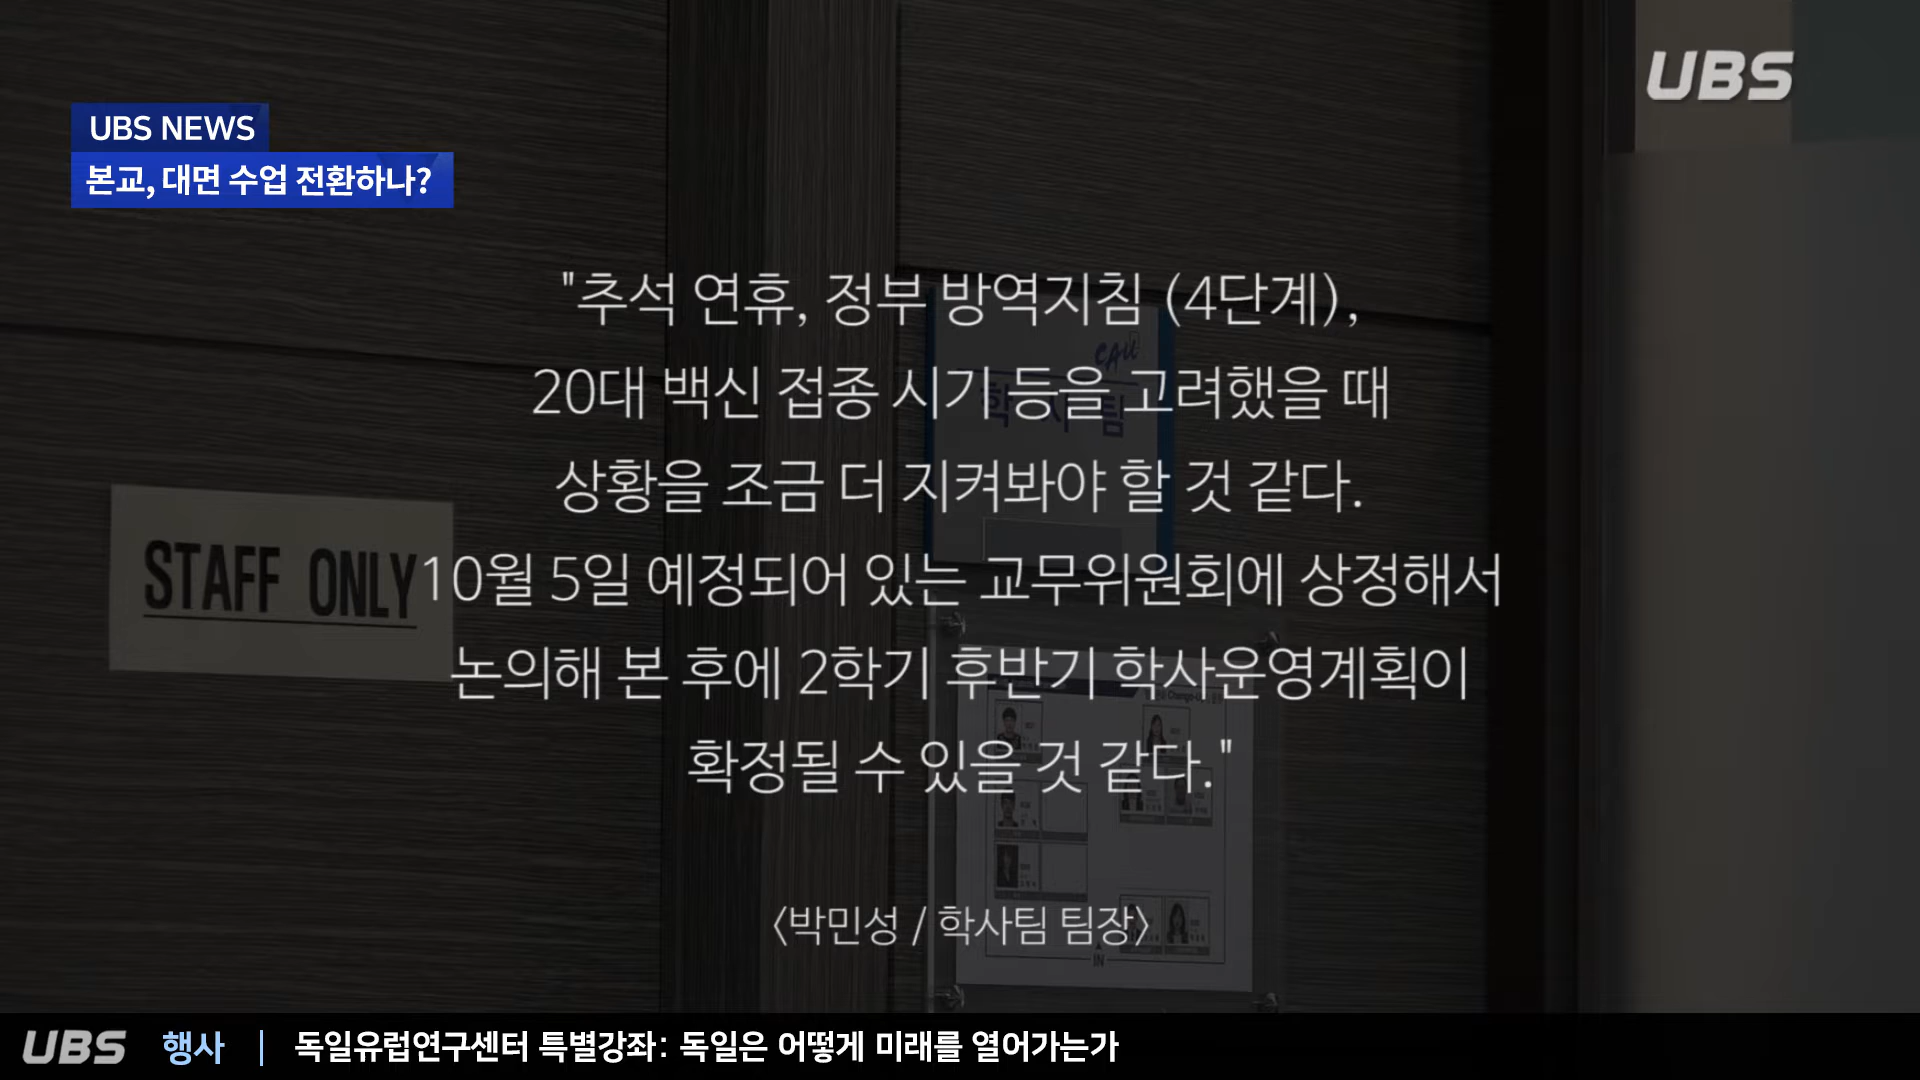 UBS
UBS NEWS
본교, 대면 수업 전환하나?
"추석 연휴, 정부 방역지침 (4단계),
20대 백신 접종 시기 등을 고려했을 때
상황을 조금 더 지켜봐야 할 것 같다.
10월 5일 예정되어 있는 교무위원회에 상정해서
논의해 본 후에 2학기 후반기 학사운영계획이
확정될 수 있을 것 같다."
〈박민성 / 학사팀 팀장〉
STAFF ONLY
CAU
학사팀
IN
UBS 행사 | 독일유럽연구센터 특별강좌: 독일은 어떻게 미래를 열어가는가